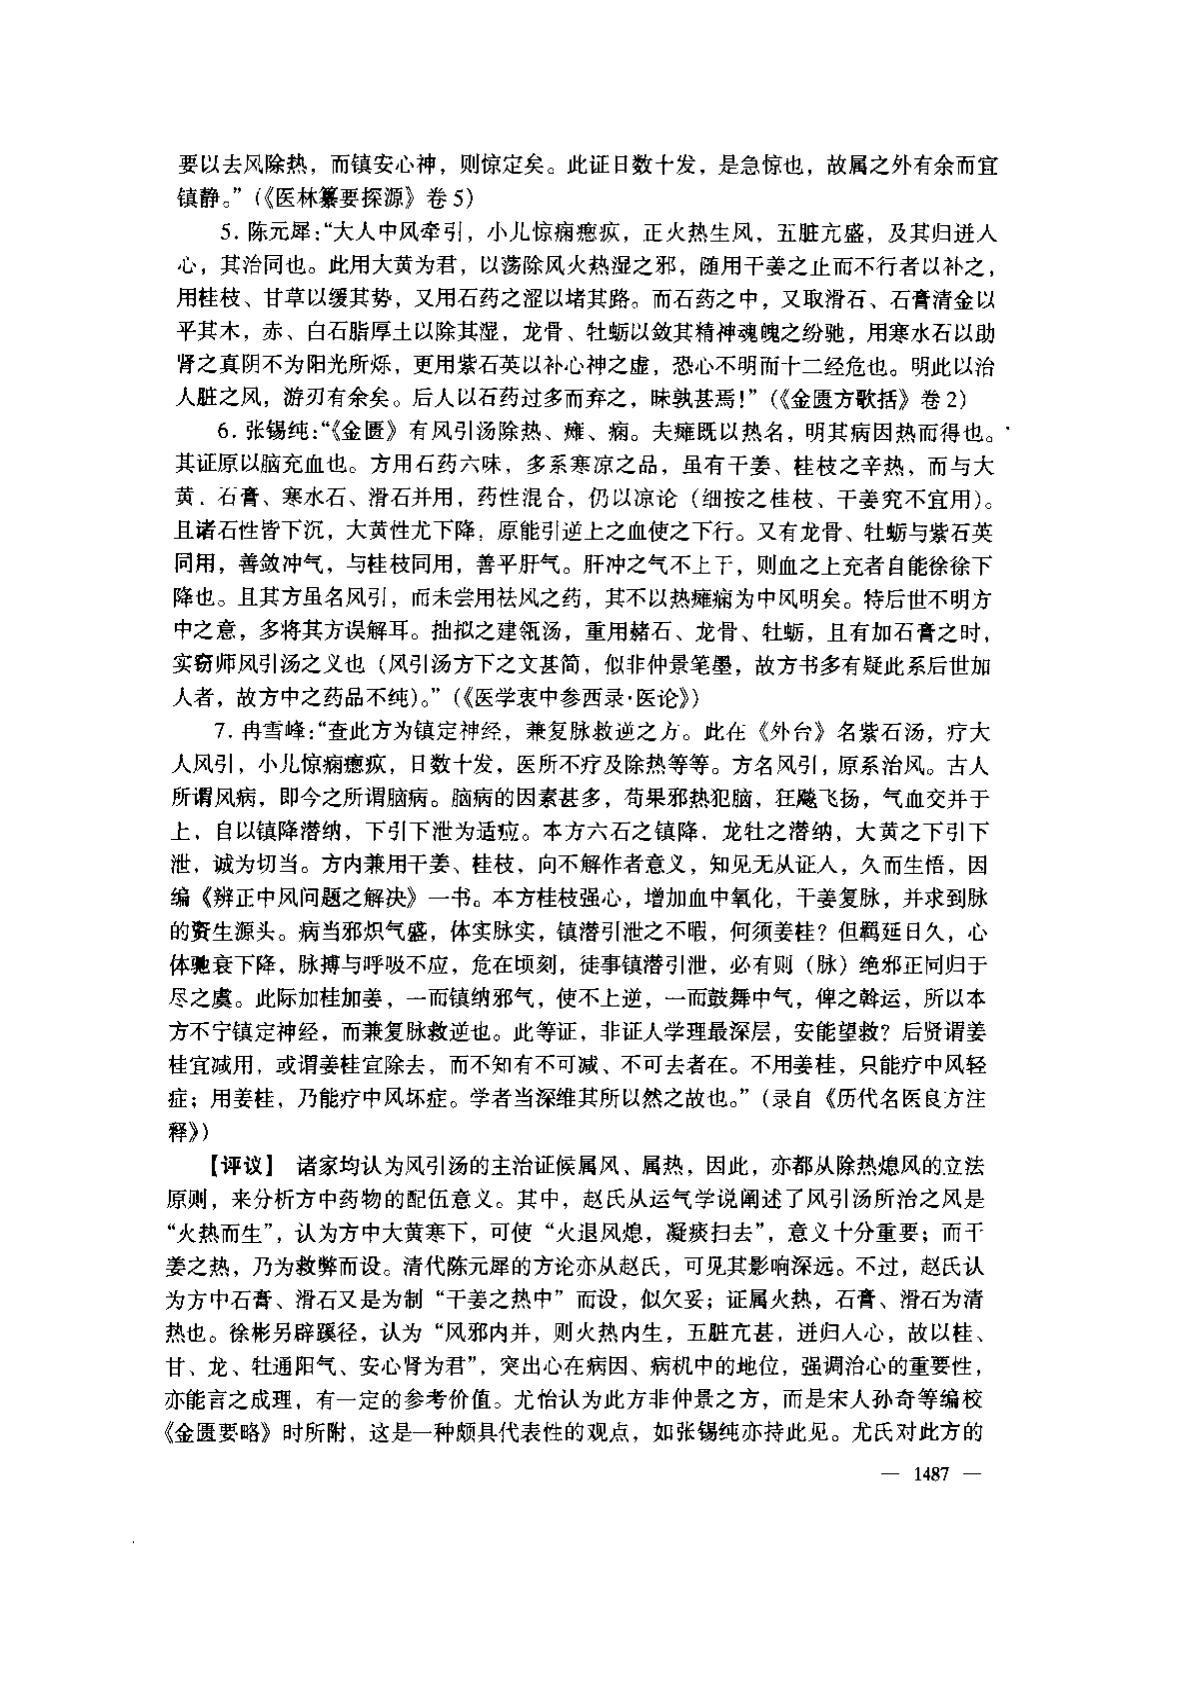 要以去风除热，而镇安心神，则惊定矣。此证日数十发，是急惊也，故属之外有余而宜
镇静。”（《医林纂要探源》卷5）
5. 陈元犀：“大人中风牵引，小儿惊痫瘛疭，正火热生风，五脏亢盛，及其归迸人
心，其治同也。此用大黄为君，以荡除风火热湿之邪，随用干姜之止而不行者以补之，
用桂枝、甘草以缓其势，又用石药之涩以堵其路。而石药之中，又取滑石、石膏清金以
平其木，赤、白石脂厚土以除其湿，龙骨、牡蛎以敛其精神魂魄之纷驰，用寒水石以助
肾之真阴不为阳光所烁，更用紫石英以补心神之虚，恐心不明而十二经危也。明此以治
人脏之风，游刃有余矣。后人以石药过多而弃之，昧孰甚焉！”（《金匮方歌括》卷2）
6. 张锡纯：“《金匮》有风引汤除热、瘫、痫。夫瘫既以热名，明其病因热而得也。
其证原以脑充血也。方用石药六味，多系寒凉之品，虽有干姜、桂枝之辛热，而与大
黄．石膏、寒水石、滑石并用，药性混合，仍以凉论（细按之桂枝、干姜究不宜用）。
且诸石性皆下沉，大黄性尤下降，原能引逆上之血使之下行。又有龙骨、牡蛎与紫石英
同用，善敛冲气，与桂枝同用，善平肝气。肝冲之气不上干，则血之上充者自能徐徐下
降也。且其方虽名风引，而未尝用祛风之药，其不以热瘫痫为中风明矣。特后世不明方
中之意，多将其方误解耳。拙拟之建瓴汤，重用赭石、龙骨、牡蛎，且有加石膏之时，
实窃师风引汤之义也（风引汤方下之文甚简，似非仲景笔墨，故方书多有疑此系后世加
人者，故方中之药品不纯）。”（《医学衷中参西录·医论》）
7. 冉雪峰：“查此方为镇定神经，兼复脉救逆之方。此在《外台》名紫石汤，疗大
人风引，小儿惊痫瘛疭，日数十发，医所不疗及除热等等。方名风引，原系治风。古人
所谓风病，即今之所谓脑病。脑病的因素甚多，苟果邪热犯脑，狂飚飞扬，气血交并于
上，自以镇降潜纳，下引下泄为适应。本方六石之镇降．龙牡之潜纳，大黄之下引下
泄，诚为切当。方内兼用干姜、桂枝，向不解作者意义，知见无从证人，久而生悟，因
编《辨正中风问题之解决》一书。本方桂枝强心，增加血中氧化，干姜复脉，并求到脉
的资生源头。病当邪炽气盛，体实脉实，镇潜引泄之不暇，何须姜桂？但羁延日久，心
体虺衰下降，脉搏与呼吸不应，危在顷刻，徒事镇潜引泄，必有则（脉）绝邪正同归于
尽之虞。此际加桂加姜，一而镇纳邪气，使不上逆，一而鼓舞中气，俾之斡运，所以本
方不宁镇定神经，而兼复脉救逆也。此等证，非证人学理最深层，安能望救？后贤谓姜
桂宜减用，或谓姜桂宜除去，而不知有不可减、不可去者在。不用姜桂，只能疗中风轻
症；用姜桂，乃能疗中风坏症。学者当深维其所以然之故也。”（录自《历代名医良方注
释》）
【评议】 诸家均认为风引汤的主治证候属风、属热，因此，亦都从除热熄风的立法
原则，来分析方中药物的配伍意义。其中，赵氏从运气学说阐述了风引汤所治之风是
“火热而生”，认为方中大黄寒下，可使“火退风熄，凝痰扫去”，意义十分重要；而干
姜之热，乃为救弊而设。清代陈元犀的方论亦从赵氏，可见其影响深远。不过，赵氏认
为方中石膏、滑石又是为制“干姜之热中”而设，似欠妥；证属火热，石膏、滑石为清
热也。徐彬另辟蹊径，认为“风邪内并，则火热内生，五脏亢甚，迸归人心，故以桂、
甘、龙、牡通阳气、安心肾为君”，突出心在病因、病机中的地位，强调治心的重要性，
亦能言之成理，有一定的参考价值。尤怡认为此方非仲景之方，而是宋人孙奇等编校
《金匮要略》时所附，这是一种颇具代表性的观点，如张锡纯亦持此见。尤氏对此方的
— 1487 —